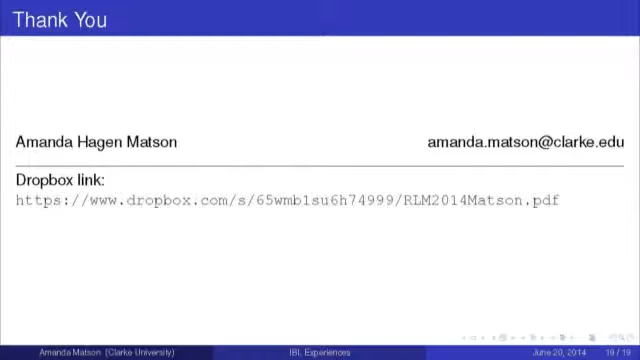 Thank You
Amanda Hagen Matson amanda.matson@clarke.edu
Dropbox link:
https://www.dropbox.com/s/65wmb1su6h74999/RLM2014Matson.pdf
Amanda Matson (Clarke University) IBL Experiences June 20, 2014 19 / 19